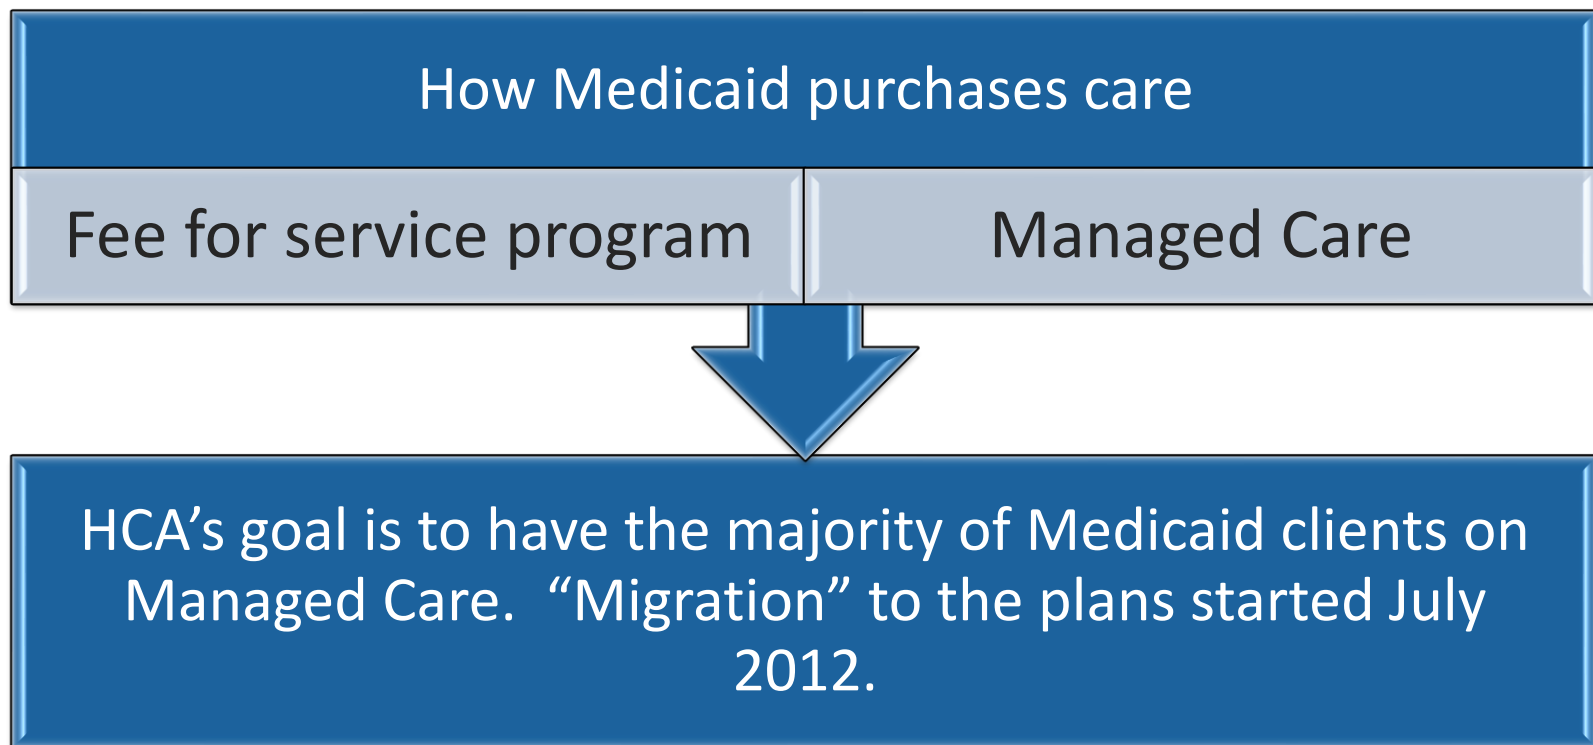 How Medicaid purchases care
Fee for service program
Managed Care
HCA’s goal is to have the majority of Medicaid clients on
Managed Care.  “Migration” to the plans started July
2012.